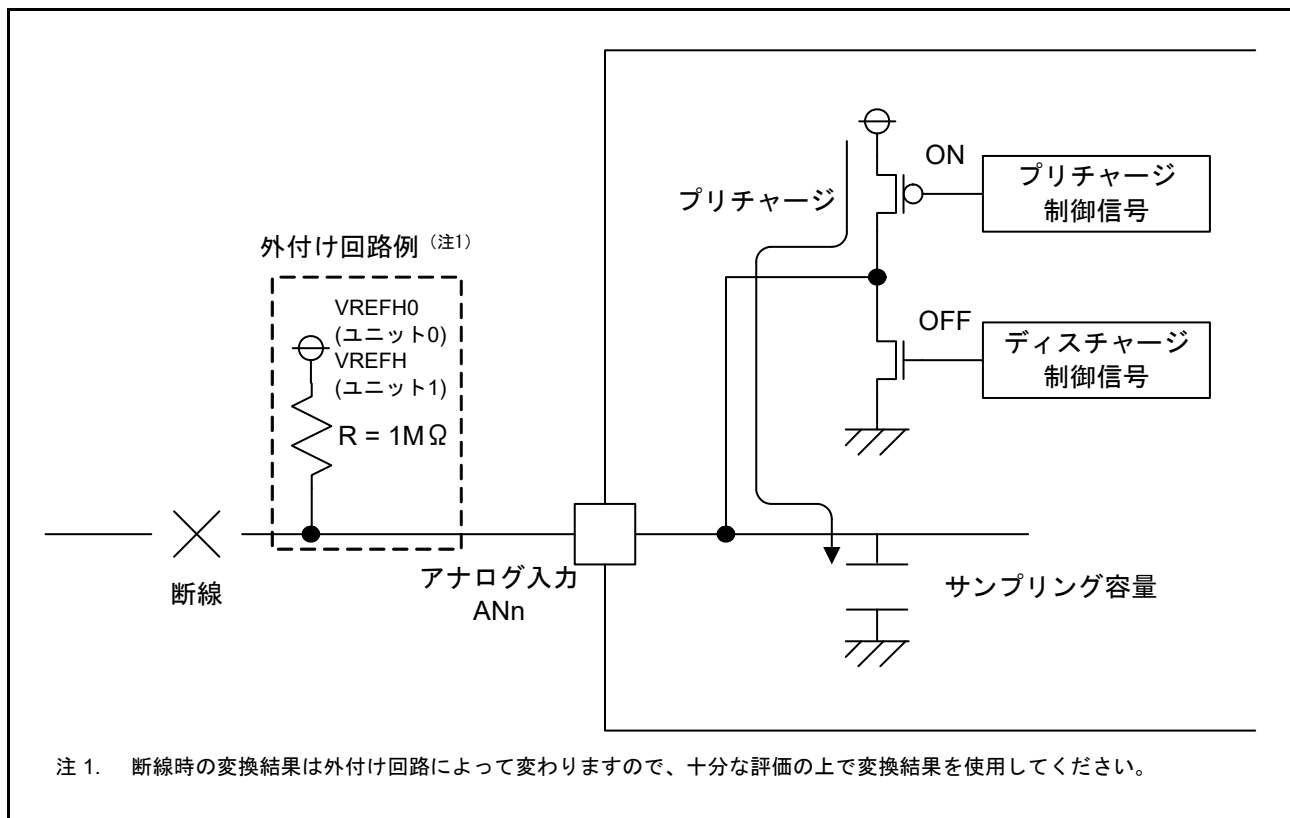 ON
プリチャージ
制御信号
プリチャージ
外付け回路例 (注1)
VREFH0
(ユニット0)
VREFH
(ユニット1)
R = 1MΩ
OFF
ディスチャージ
制御信号
断線
アナログ入力
ANn
サンプリング容量
注 1. 断線時の変換結果は外付け回路によって変わりますので、十分な評価の上で変換結果を使用してください。